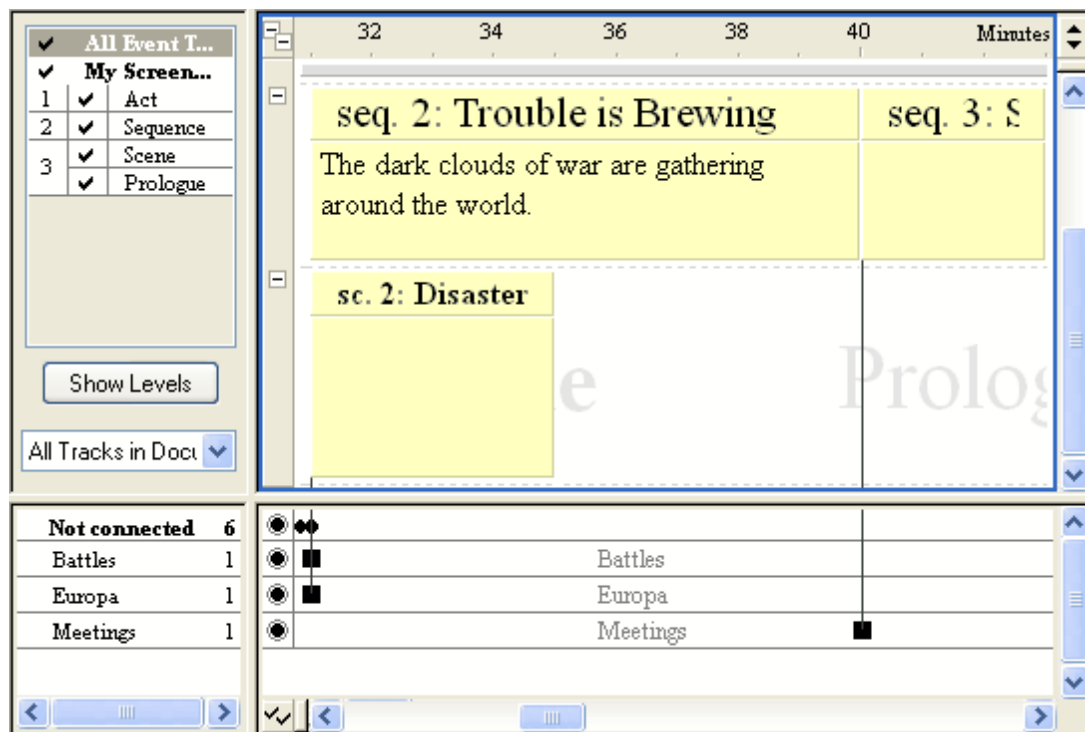 All Event T...
My Screen...
1 Act
2 Sequence
3 Scene
Prologue
Show Levels
All Tracks in Docu
32 34 36 38 40 Minutes
seq. 2: Trouble is Brewing
seq. 3: S
The dark clouds of war are gathering
around the world.
sc. 2: Disaster
e
Prolog
Not connected 6
Battles 1
Europa 1
Meetings 1
Battles
Europa
Meetings